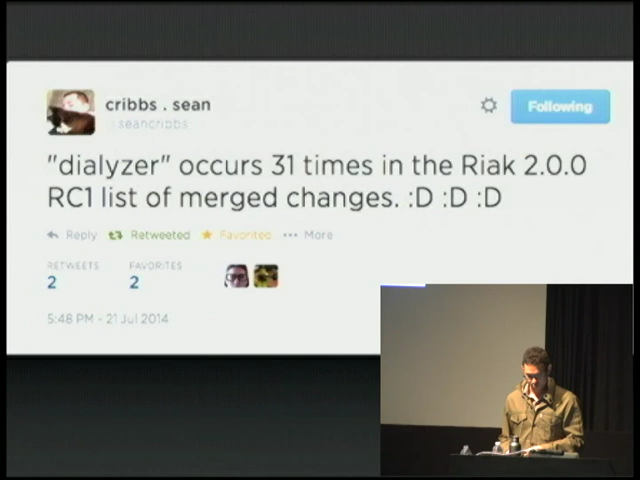 cribbs . sean
seancribbs
Following
"dialyzer" occurs 31 times in the Riak 2.0.0
RC1 list of merged changes. :D :D :D
Reply Retweeted Favorited ••• More
RETWEETS FAVORITES
2 2
5:48 PM - 21 Jul 2014